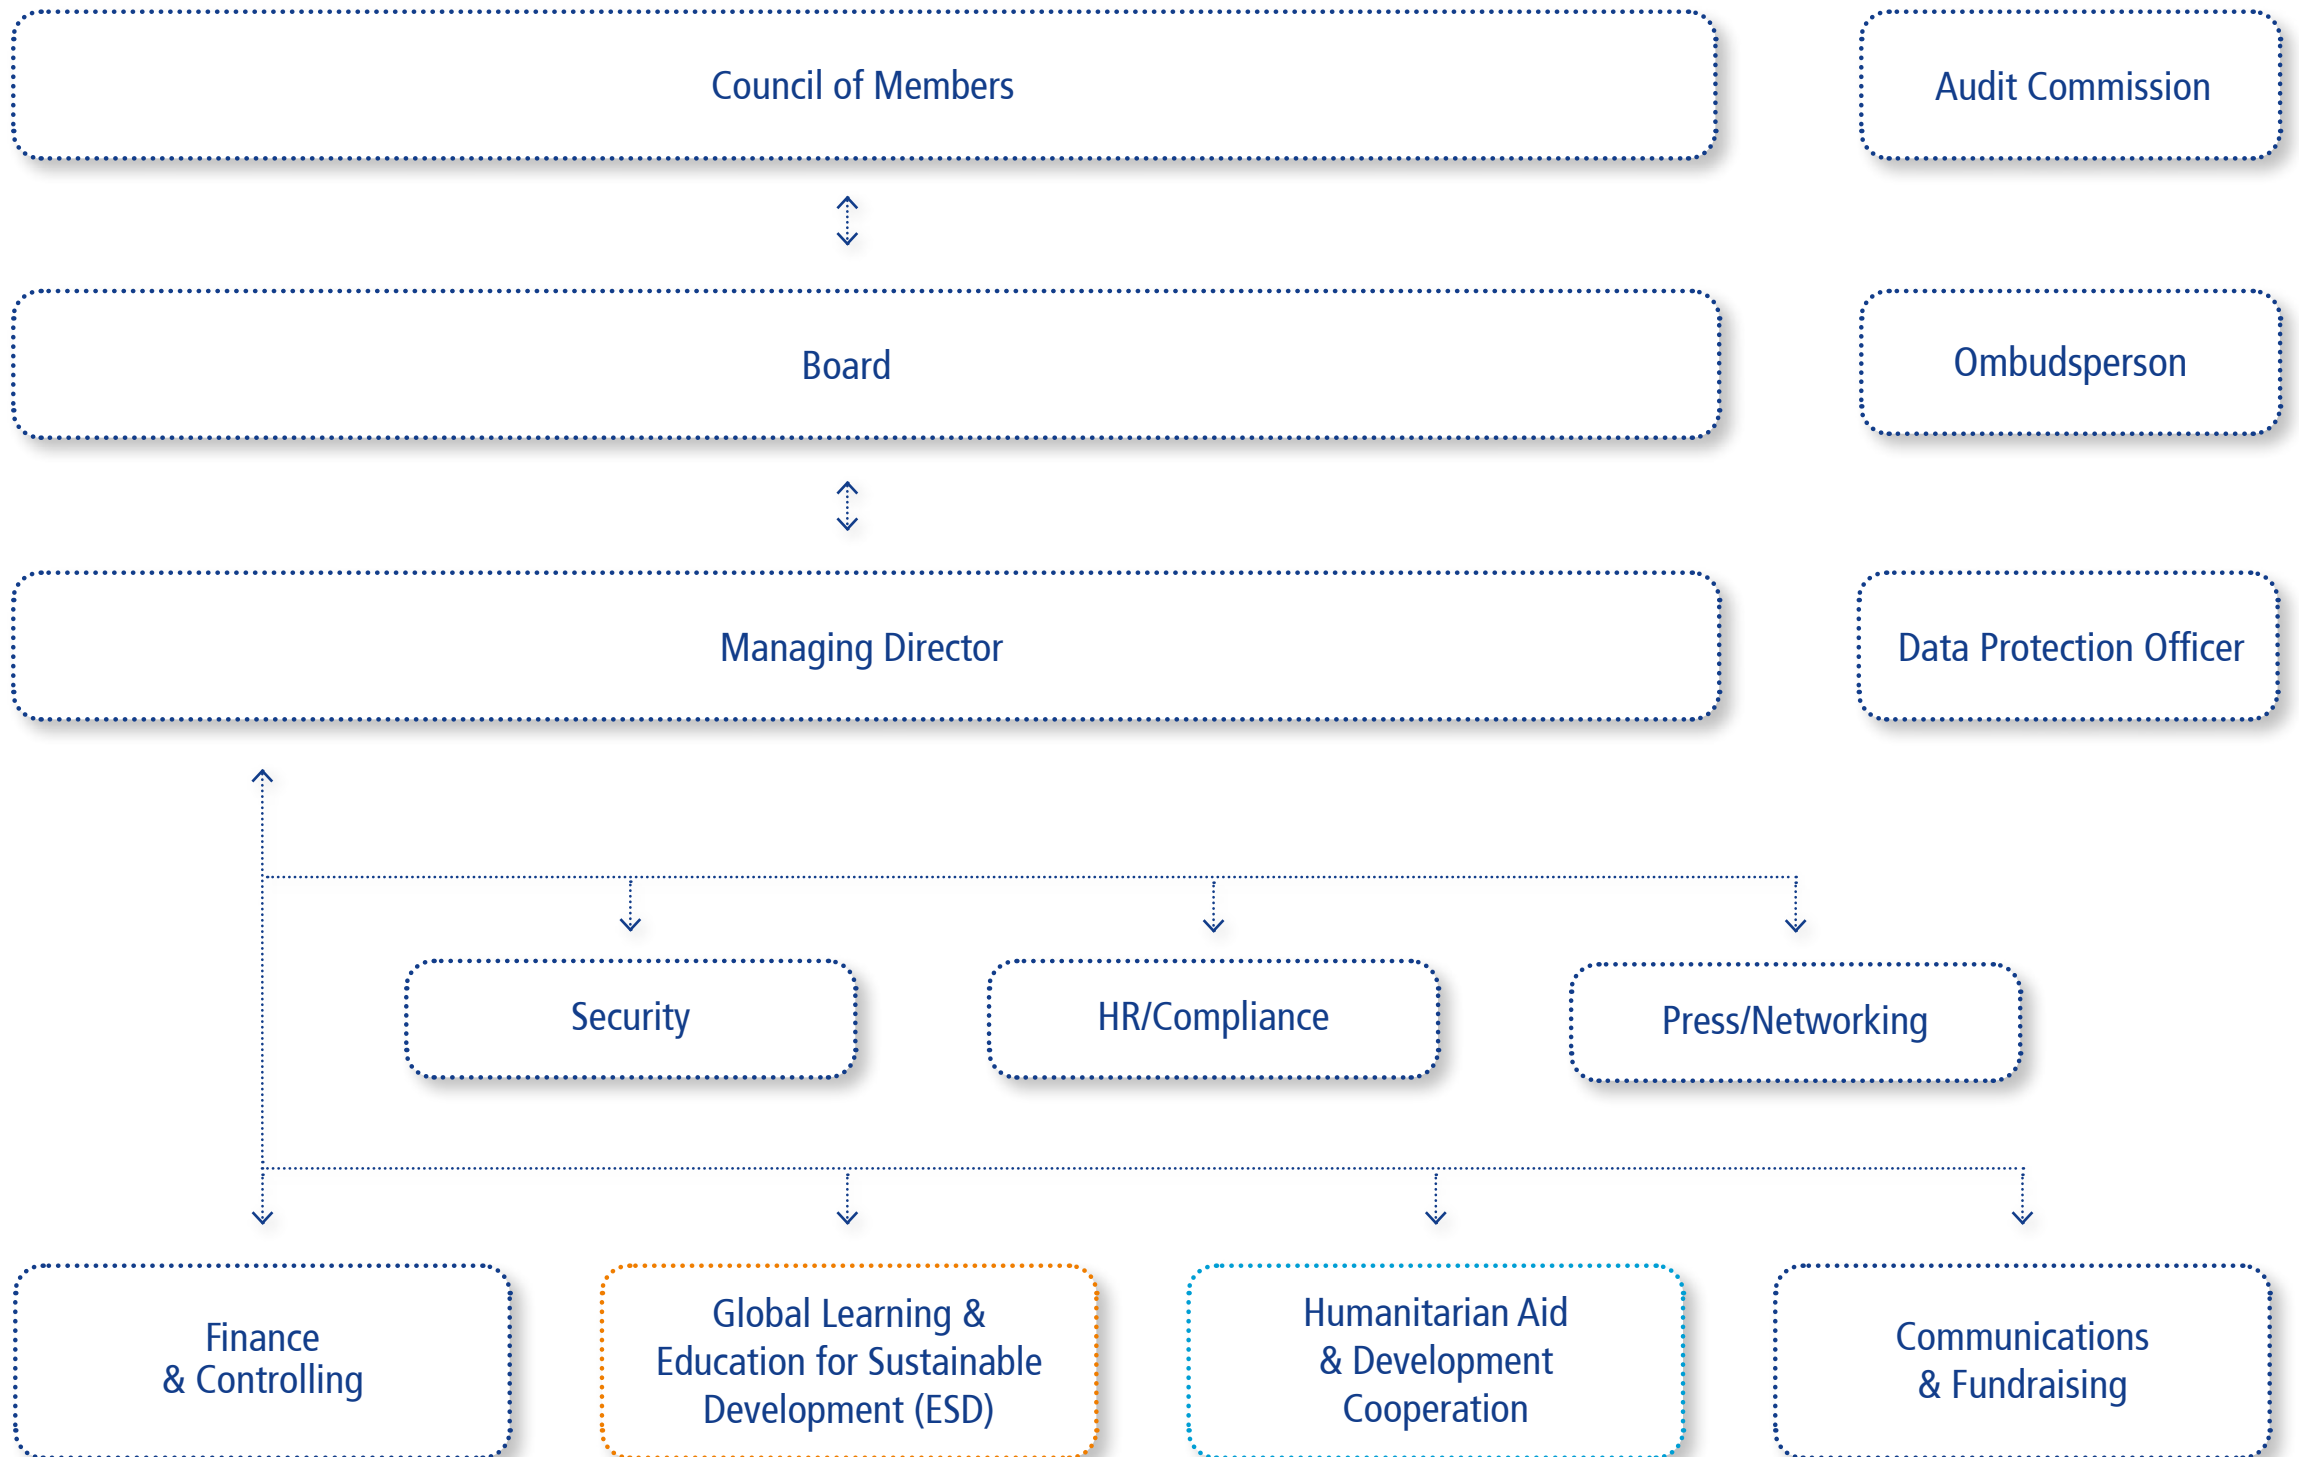 Council of Members
Audit Commission
Board
Ombudsperson
Managing Director
Data Protection Officer
Security
HR/Compliance
Press/Networking
Finance
& Controlling
Global Learning &
Education for Sustainable
Development (ESD)
Humanitarian Aid
& Development
Cooperation
Communications
& Fundraising